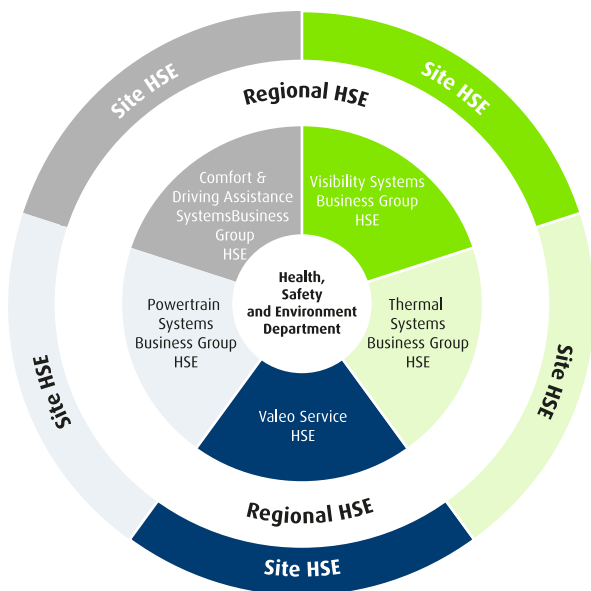 Site HSE
Site HSE
Regional HSE
Comfort &
Driving Assistance
SystemsBusiness
Group
HSE
Visibility Systems
Business Group
HSE
Health,
Safety
and Environment
Department
Powertrain
Systems
Business Group
HSE
Thermal
Systems
Business Group
HSE
Site HSE
Site HSE
Valeo Service
HSE
Regional HSE
Site HSE